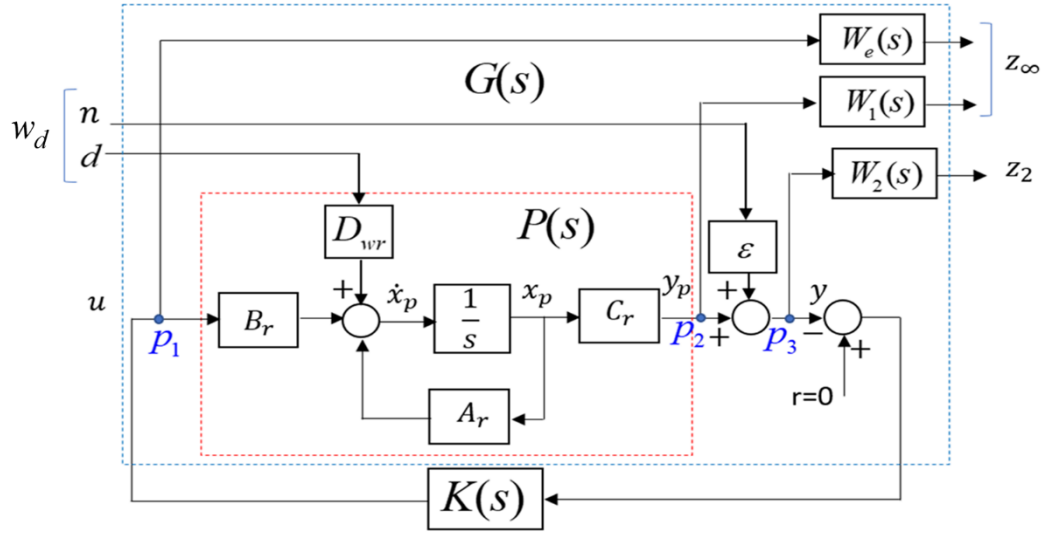 W_e(s)
z_∞
G(s)
W_1(s)
n
w_d
d
W_2(s)
z_2
D_wr
P(s)
ε
u
+
ẋ_p
x_p
y_p
+
y
B_r
1/s
C_r
p_1
p_2
+
p_3
−
+
A_r
r=0
K(s)